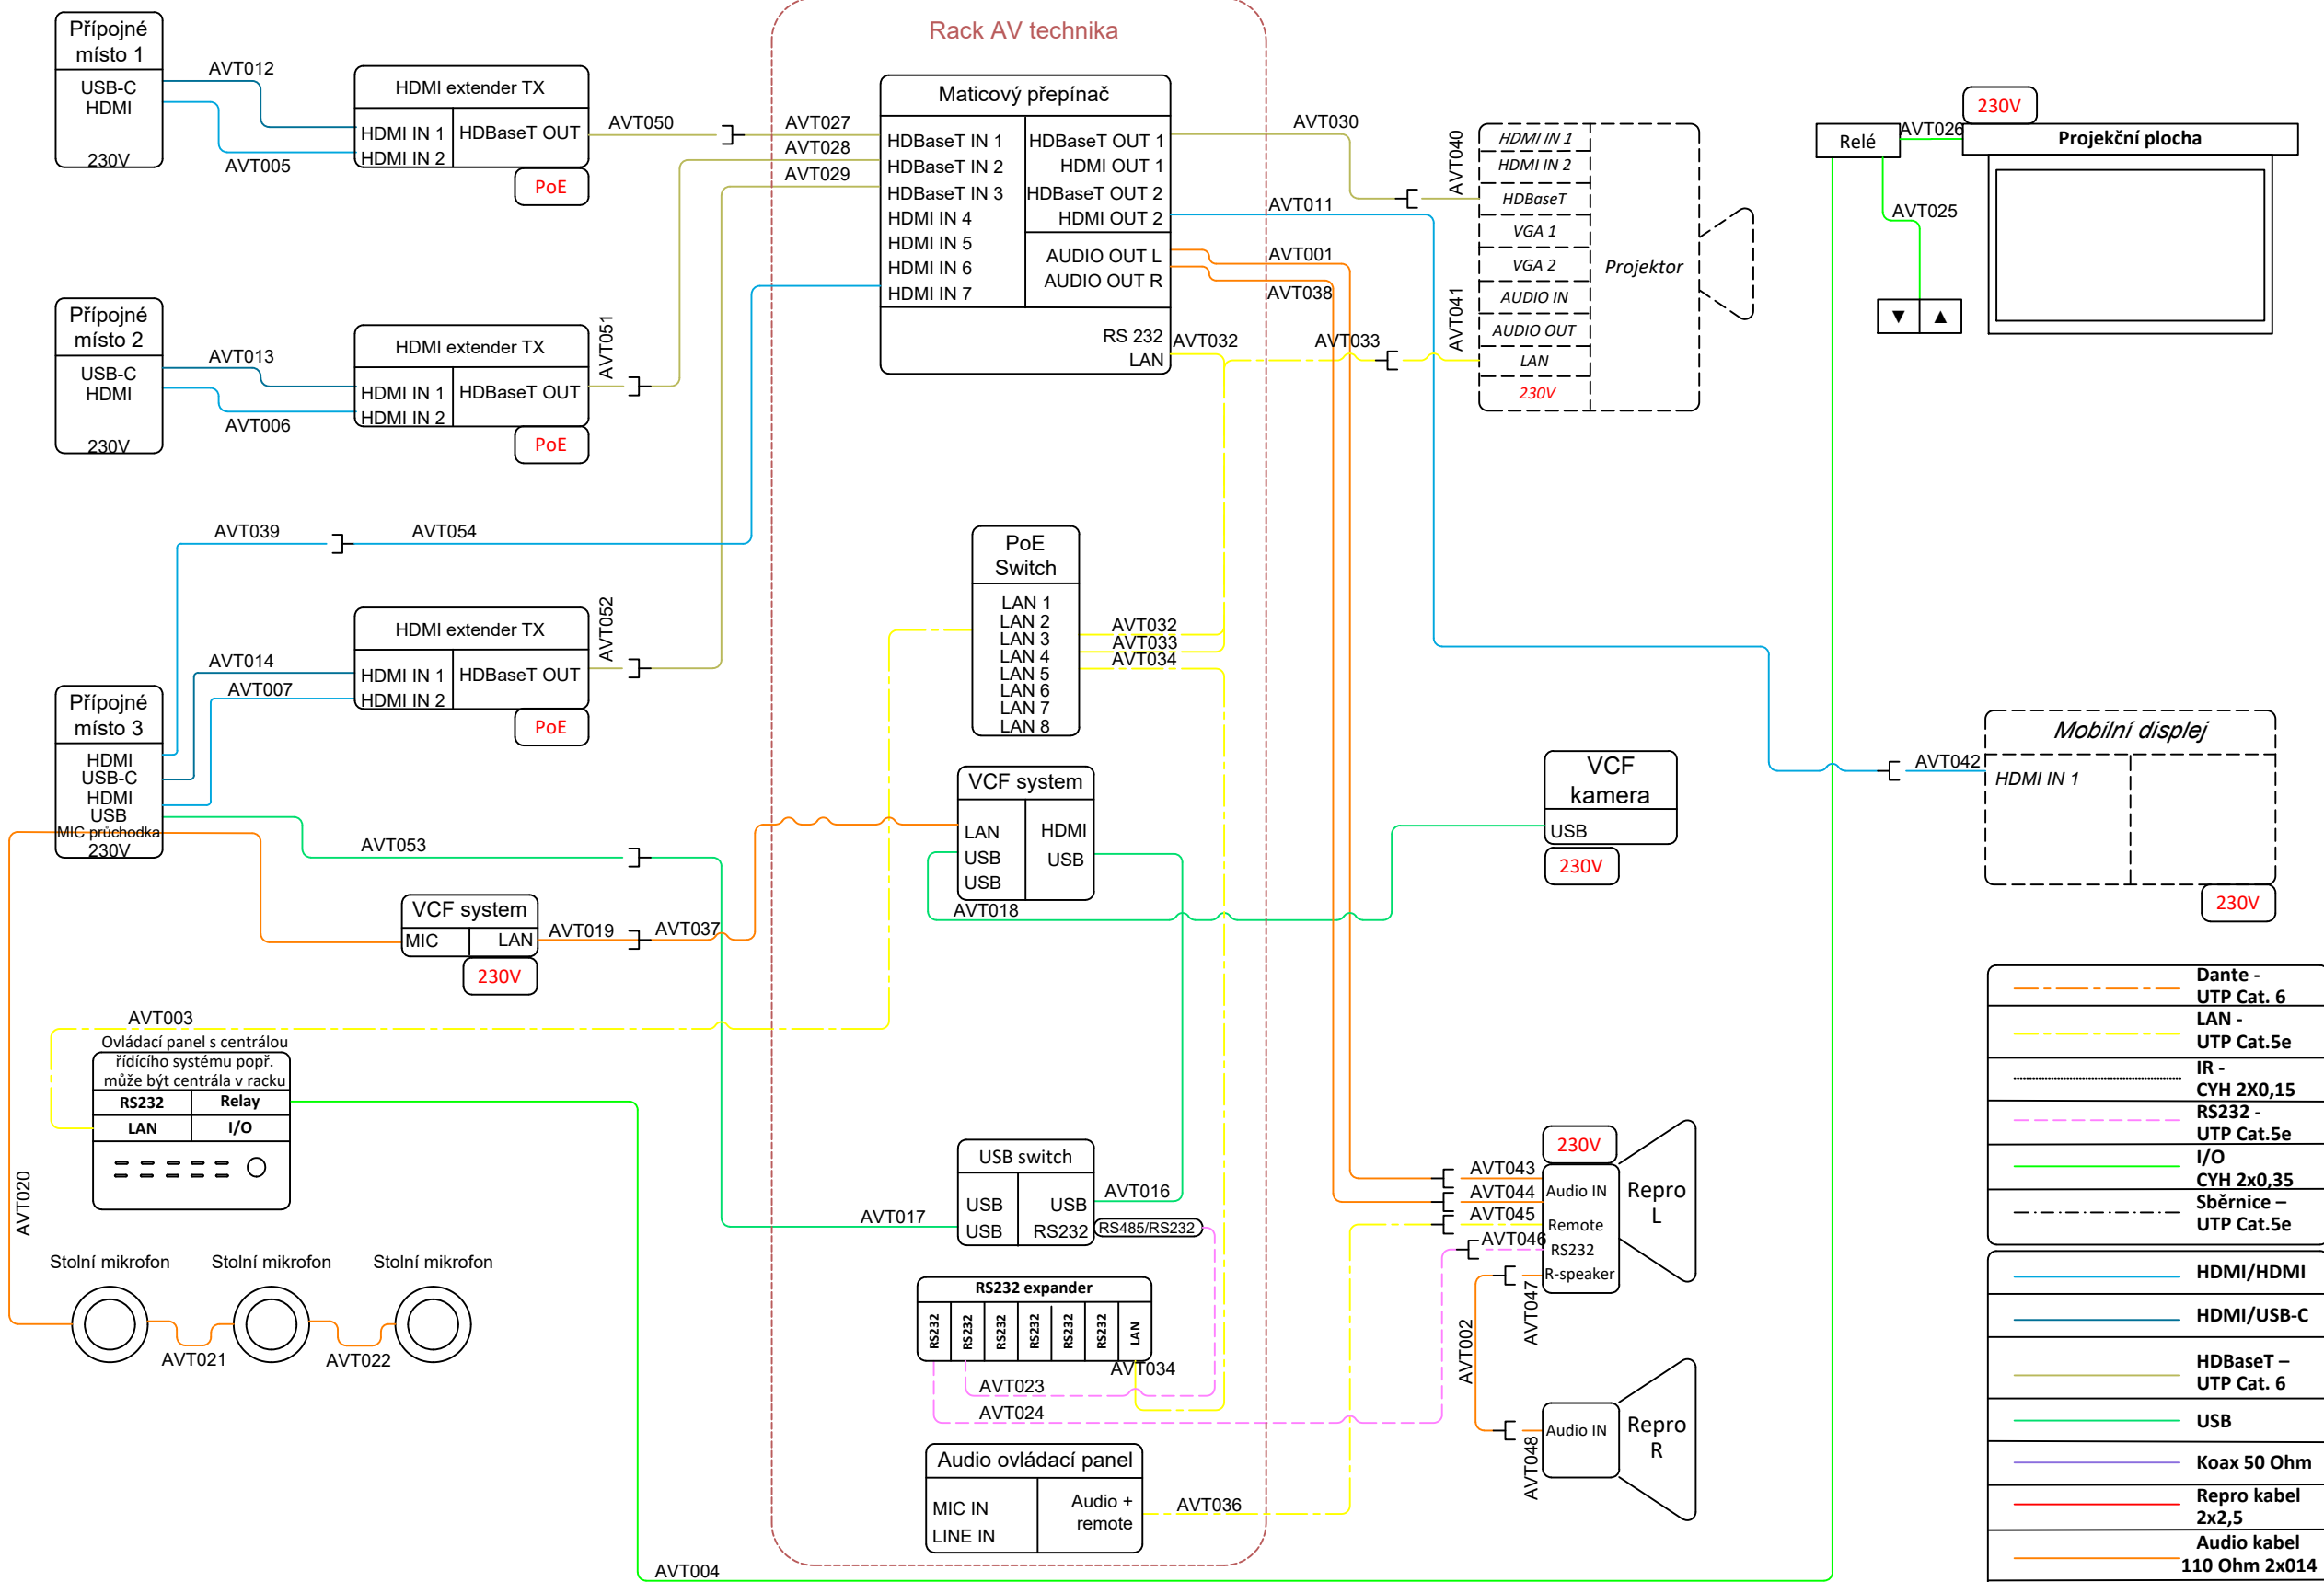 Rack AV technika
Přípojné
místo 1
USB-C
HDMI
230V
AVT012
AVT005
HDMI extender TX
HDMI IN 1
HDMI IN 2
HDBaseT OUT
PoE
AVT050
AVT027
AVT028
AVT029
Maticový přepínač
HDBaseT IN 1
HDBaseT IN 2
HDBaseT IN 3
HDMI IN 4
HDMI IN 5
HDMI IN 6
HDMI IN 7
HDBaseT OUT 1
HDMI OUT 1
HDBaseT OUT 2
HDMI OUT 2
AUDIO OUT L
AUDIO OUT R
RS 232
LAN
AVT030
AVT011
AVT001
AVT038
AVT032
AVT033
AVT040
AVT041
HDMI IN 1
HDMI IN 2
HDBaseT
VGA 1
VGA 2
AUDIO IN
AUDIO OUT
LAN
230V
Projektor
Relé
AVT026
AVT025
230V
Projekční plocha
▼ ▲
Přípojné
místo 2
USB-C
HDMI
230V
AVT013
AVT006
HDMI extender TX
HDMI IN 1
HDMI IN 2
HDBaseT OUT
PoE
AVT051
AVT039
AVT054
HDMI extender TX
HDMI IN 1
HDMI IN 2
HDBaseT OUT
PoE
AVT052
AVT014
AVT007
Přípojné
místo 3
HDMI
USB-C
HDMI
USB
MIC průchodka
230V
AVT053
PoE
Switch
LAN 1
LAN 2
LAN 3
LAN 4
LAN 5
LAN 6
LAN 7
LAN 8
AVT032
AVT033
AVT034
VCF system
LAN
USB
USB
HDMI
USB
AVT018
VCF
kamera
USB
230V
Mobilní displej
HDMI IN 1
AVT042
230V
VCF system
MIC
LAN
230V
AVT019
AVT037
AVT003
Ovládací panel s centrálou
řídícího systému popř.
může být centrála v racku
RS232
Relay
LAN
I/O
AVT020
Stolní mikrofon
Stolní mikrofon
Stolní mikrofon
AVT021
AVT022
USB switch
USB
USB
USB
RS232
AVT016
AVT017
RS485/RS232
RS232 expander
RS232
RS232
RS232
RS232
RS232
RS232
LAN
AVT034
AVT023
AVT024
Audio ovládací panel
MIC IN
LINE IN
Audio +
remote
AVT036
AVT004
230V
AVT043
AVT044
AVT045
AVT046
AVT047
AVT002
AVT048
Audio IN
Remote
RS232
R-speaker
Repro
L
Audio IN
Repro
R
Dante -
UTP Cat. 6
LAN -
UTP Cat.5e
IR -
CYH 2X0,15
RS232 -
UTP Cat.5e
I/O
CYH 2x0,35
Sběrnice –
UTP Cat.5e
HDMI/HDMI
HDMI/USB-C
HDBaseT –
UTP Cat. 6
USB
Koax 50 Ohm
Repro kabel
2x2,5
Audio kabel
110 Ohm 2x014